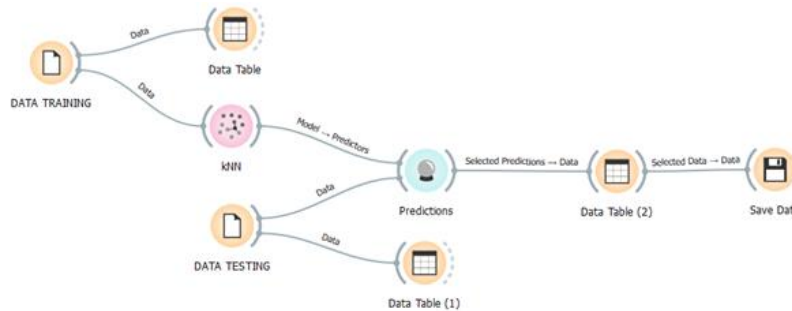 Data
Data Table
DATA TRAINING
Data
kNN
Model → Predictors
Data
Predictions
Selected Predictions → Data
Data Table (2)
Selected Data → Data
Save Dat
DATA TESTING
Data
Data Table (1)